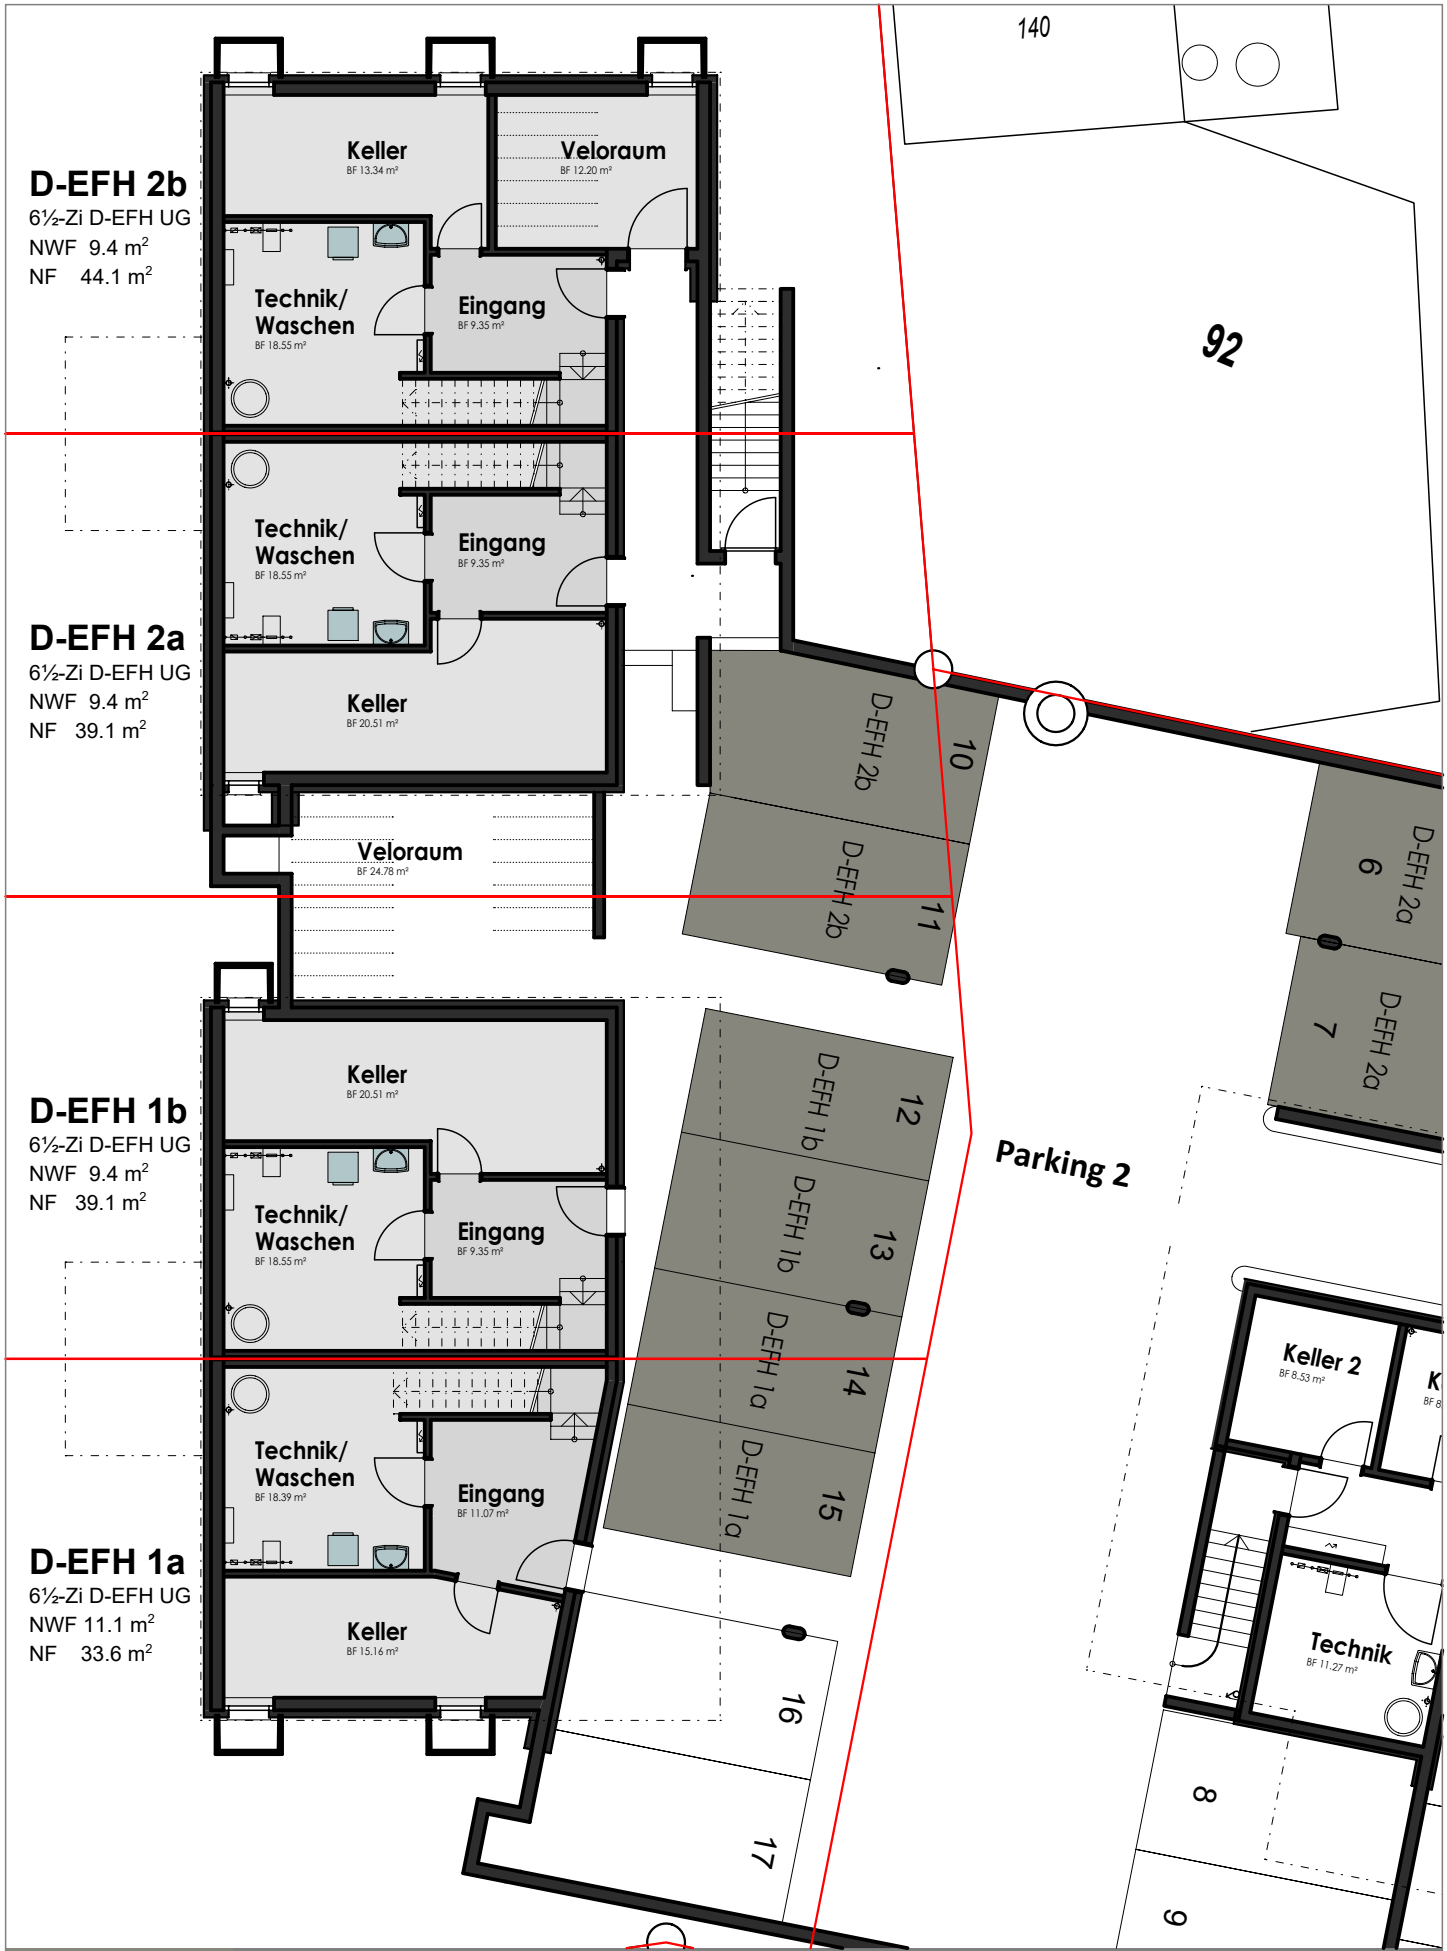 140
92
D-EFH 2b
6½-Zi D-EFH UG
NWF 9.4 m²
NF 44.1 m²
Keller
BF 13.34 m²
Veloraum
BF 12.20 m²
Technik/
Waschen
BF 18.55 m²
Eingang
BF 9.35 m²
D-EFH 2a
6½-Zi D-EFH UG
NWF 9.4 m²
NF 39.1 m²
Technik/
Waschen
BF 18.55 m²
Eingang
BF 9.35 m²
Keller
BF 20.51 m²
Veloraum
BF 24.78 m²
D-EFH 2b
10
D-EFH 2b
11
6
D-EFH 2a
7
D-EFH 2a
D-EFH 1b
6½-Zi D-EFH UG
NWF 9.4 m²
NF 39.1 m²
Keller
BF 20.51 m²
Technik/
Waschen
BF 18.55 m²
Eingang
BF 9.35 m²
D-EFH 1b
12
D-EFH 1b
13
D-EFH 1a
14
D-EFH 1a
15
Parking 2
D-EFH 1a
6½-Zi D-EFH UG
NWF 11.1 m²
NF 33.6 m²
Technik/
Waschen
BF 18.39 m²
Eingang
BF 11.07 m²
Keller
BF 15.16 m²
16
17
Keller 2
BF 8.53 m²
K
BF 8
Technik
BF 11.27 m²
8
9